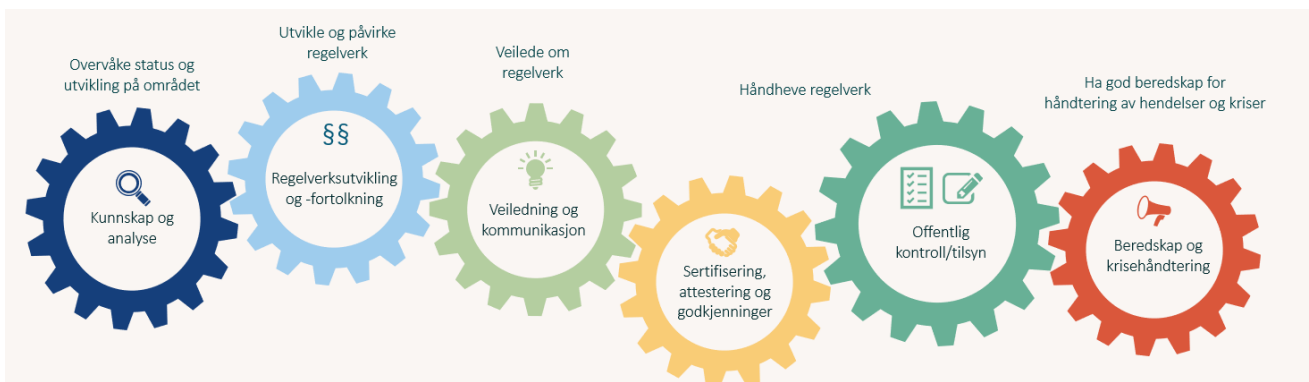 Overvåke status og
utvikling på området
Kunnskap og
analyse
Utvikle og påvirke
regelverk
§§
Regelverksutvikling
og -fortolkning
Veilede om
regelverk
Veiledning og
kommunikasjon
Håndheve regelverk
Sertifisering,
attestering og
godkjenninger
Offentlig
kontroll/tilsyn
Ha god beredskap for
håndtering av hendelser og kriser
Beredskap og
krisehåndtering